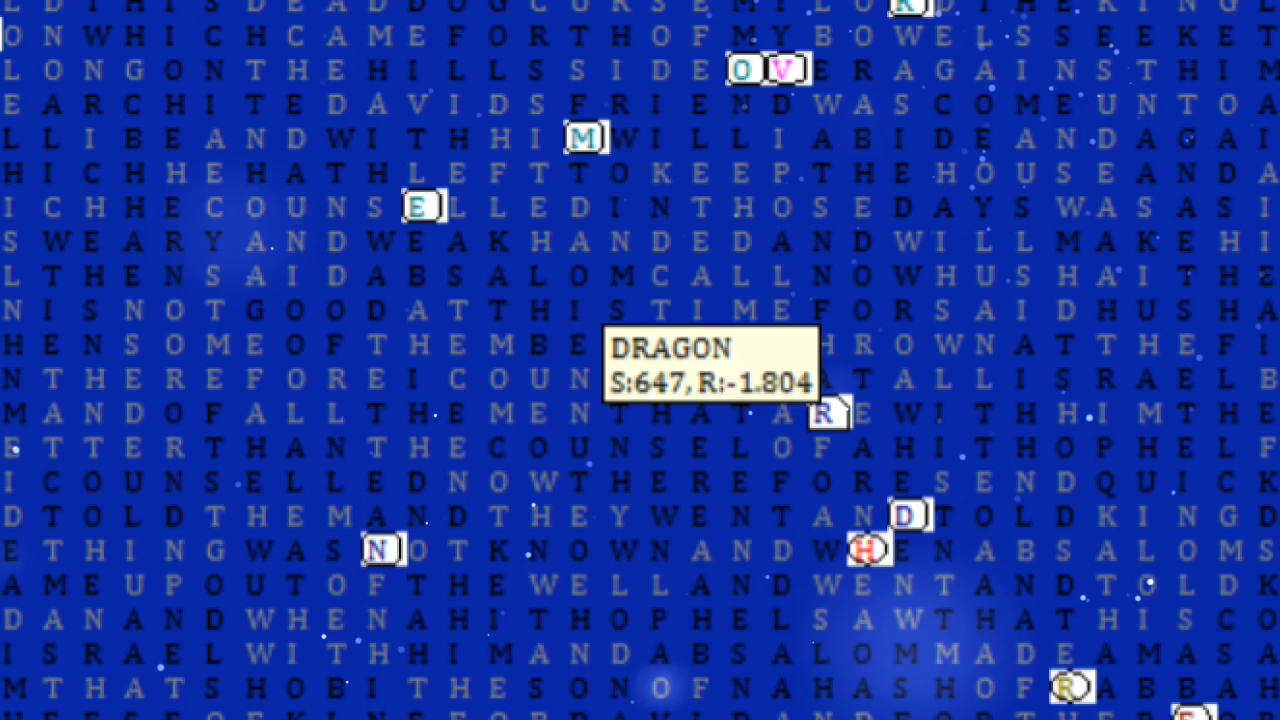 L D T H I S D E A D D O G C U R S E M Y L O R D T H E K I N G L
O N W H I C H C A M E F O R T H O F M Y B O W E L S S E E K E T
L O N G O N T H E H I L L S S I D E O V E R A G A I N S T H I M
E A R C H I T E D A V I D S F R I E N D W A S C O M E U N T O A
L L I B E A N D W I T H H I M W I L L I A B I D E A N D A G A I
H I C H H E H A T H L E F T T O K E E P T H E H O U S E A N D A
I C H H E C O U N S E L L E D I N T H O S E D A Y S W A S A S I
S W E A R Y A N D W E A K H A N D E D A N D W I L L M A K E H I
L T H E N S A I D A B S A L O M C A L L N O W H U S H A I T H E
N I S N O T G O O D A T T H I S T I M E F O R S A I D H U S H A
H E N S O M E O F T H E M B E H R O W N A T T H E F I
N T H E R E F O R E I C O U N A T A L L I S R A E L B
DRAGON
S:647, R:-1.804
M A N D O F A L L T H E M E N T H A T A R E W I T H H I M T H E
E T T E R T H A N T H E C O U N S E L O F A H I T H O P H E L F
I C O U N S E L L E D N O W T H E R E F O R E S E N D Q U I C K
D T O L D T H E M A N D T H E Y W E N T A N D T O L D K I N G D
E T H I N G W A S N O T K N O W N A N D W H E N A B S A L O M S
A M E U P O U T O F T H E W E L L A N D W E N T A N D T O L D K
D A N A N D W H E N A H I T H O P H E L S A W T H A T H I S C O
I S R A E L W I T H H I M A N D A B S A L O M M A D E A M A S A
M T H A T S H O B T H E S O N O F N A H A S H O F R A B B A H